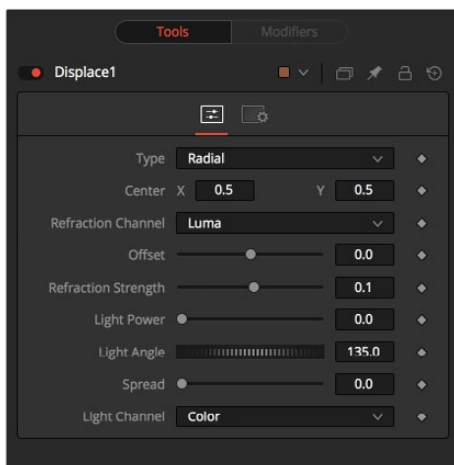 Tools Modifiers
Displace1
Type Radial
Center X 0.5 Y 0.5
Refraction Channel Luma
Offset 0.0
Refraction Strength 0.1
Light Power 0.0
Light Angle 135.0
Spread 0.0
Light Channel Color